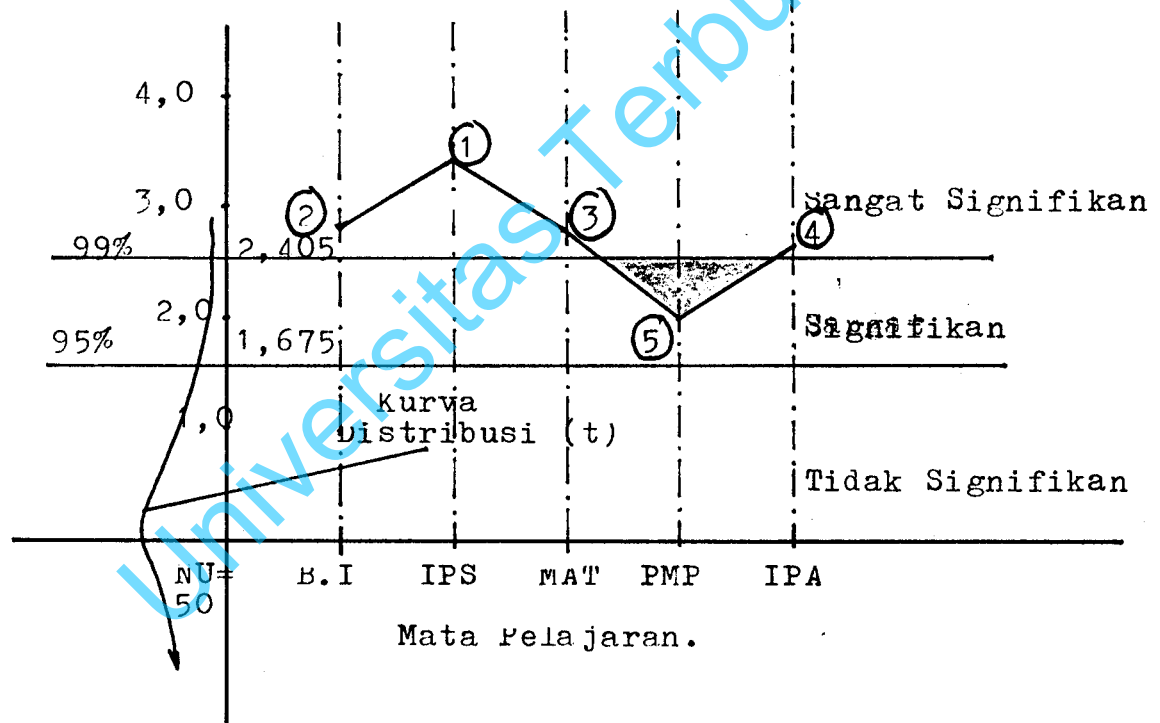 4,0
①
3,0
②
③
Sangat Signifikan
④
99%
2,405
2,0
Signifikan
95%
1,675
⑤
1,0
Kurva
Distribusi (t)
Tidak Signifikan
NU=
50
B.I IPS MAT PMP IPA
Mata Pelajaran.
Universitas Terbu